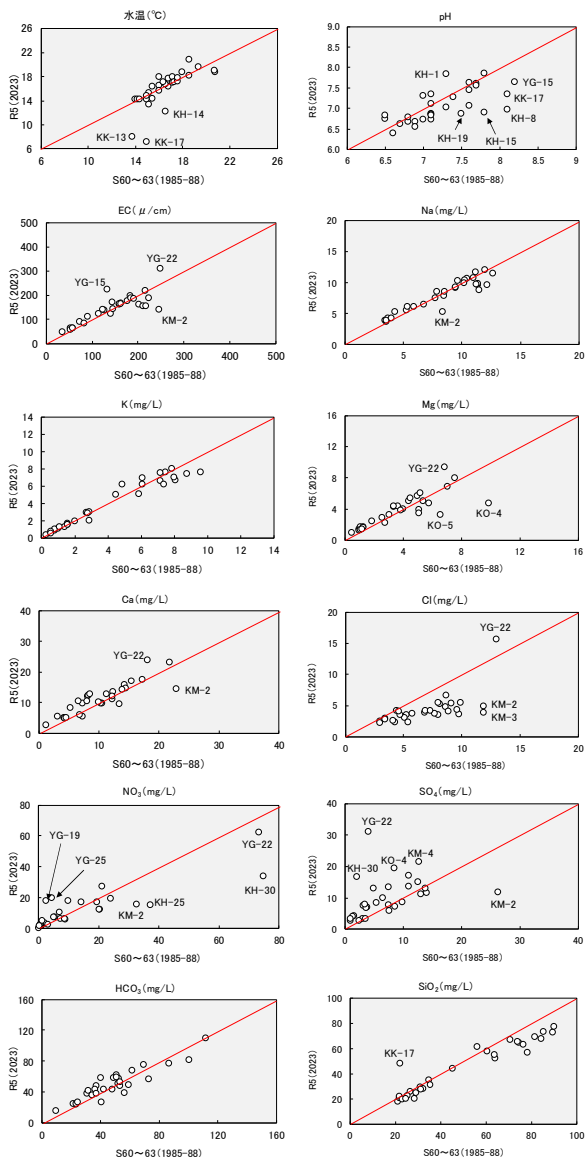 水温(℃)
R5(2023)
26
22
18
14
10
6
6 10 14 18 22 26
KH-14
KK-13
KK-17
S60～63(1985-88)
pH
R5(2023)
9.0
8.5
8.0
7.5
7.0
6.5
6.0
6 7 7 8 8 9 9
KH-1
YG-15
KK-17
KH-8
KH-19
KH-15
S60～63(1985-88)
EC(μ/cm)
R5(2023)
500
400
300
200
100
0
0 100 200 300 400 500
YG-22
YG-15
KM-2
S60～63(1985-88)
Na(mg/L)
R5(2023)
20
15
10
5
0
0 5 10 15 20
KM-2
S60～63(1985-88)
K(mg/L)
R5(2023)
14
12
10
8
6
4
2
0
0 2 4 6 8 10 12 14
S60～63(1985-88)
Mg(mg/L)
R5(2023)
16
12
8
4
0
0 4 8 12 16
YG-22
KO-4
KO-5
S60～63(1985-88)
Ca(mg/L)
R5(2023)
40
30
20
10
0
0 10 20 30 40
YG-22
KM-2
S60～63(1985-88)
Cl(mg/L)
R5(2023)
20
15
10
5
0
0 5 10 15 20
YG-22
KM-2
KM-3
S60～63(1985-88)
NO₃(mg/L)
R5(2023)
80
60
40
20
0
0 20 40 60 80
YG-19
YG-25
YG-22
KH-30
KH-25
KM-2
S60～63(1985-88)
SO₄(mg/L)
R5(2023)
40
30
20
10
0
0 10 20 30 40
YG-22
KM-4
KO-4
KH-30
KM-2
S60～63(1985-88)
HCO₃(mg/L)
R5(2023)
160
120
80
40
0
0 40 80 120 160
S60～63(1985-88)
SiO₂(mg/L)
R5(2023)
100
80
60
40
20
0
0 20 40 60 80 100
KK-17
S60～63(1985-88)